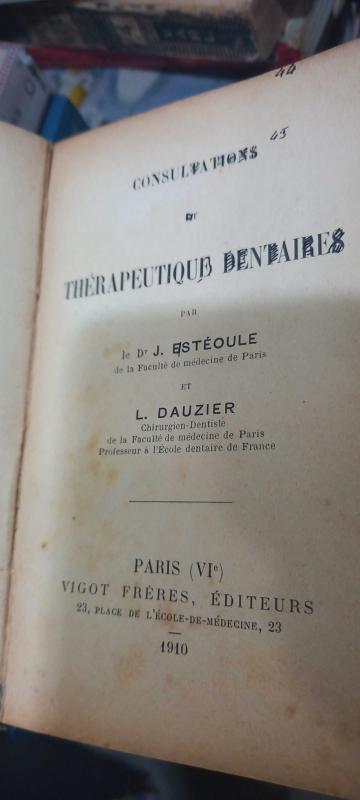 44
45
CONSULTATIONS
DE
THÉRAPEUTIQUE DENTAIRES
PAR
le Dr J. ESTÉOULE
de la Faculté de médecine de Paris
ET
L. DAUZIER
Chirurgien-Dentiste
de la Faculté de médecine de Paris
Professeur à l'École dentaire de France
PARIS (VIe)
VIGOT FRÈRES, ÉDITEURS
23, PLACE DE L'ÉCOLE-DE-MÉDECINE, 23
1910